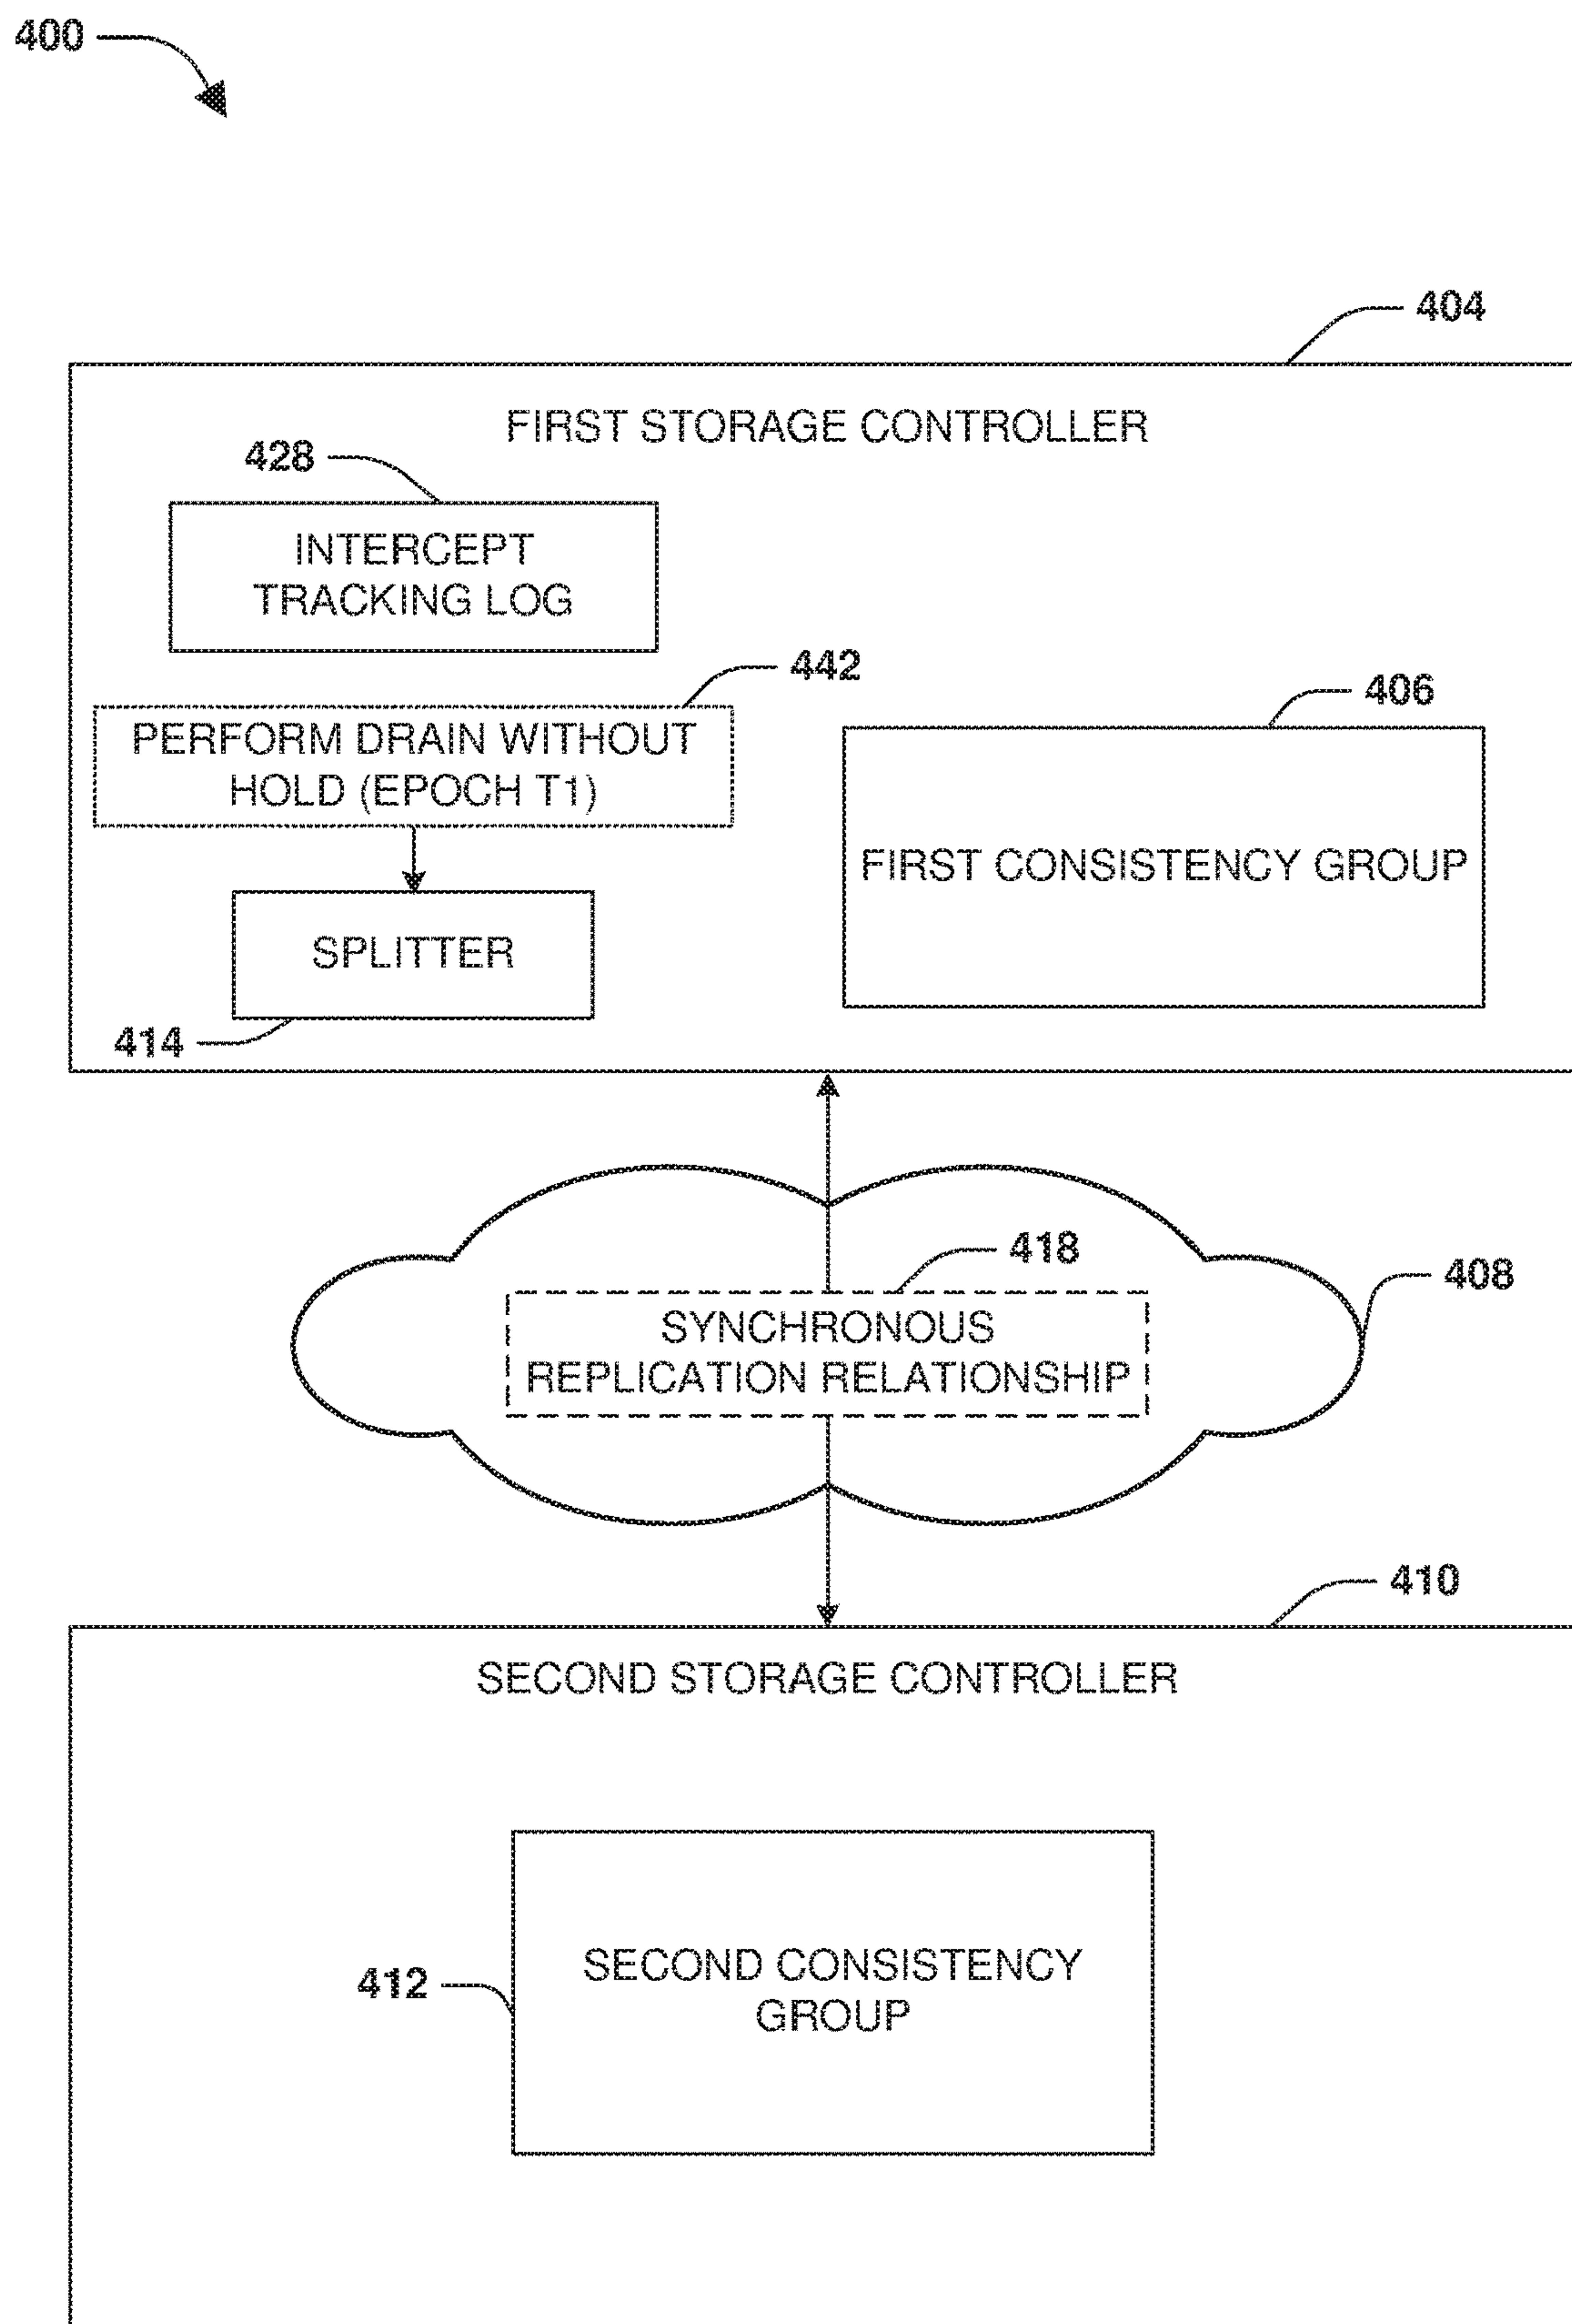 400
404
FIRST STORAGE CONTROLLER
428
INTERCEPT
TRACKING LOG
442
PERFORM DRAIN WITHOUT
HOLD (EPOCH T1)
406
FIRST CONSISTENCY GROUP
SPLITTER
414
418
408
SYNCHRONOUS
REPLICATION RELATIONSHIP
410
SECOND STORAGE CONTROLLER
412
SECOND CONSISTENCY
GROUP